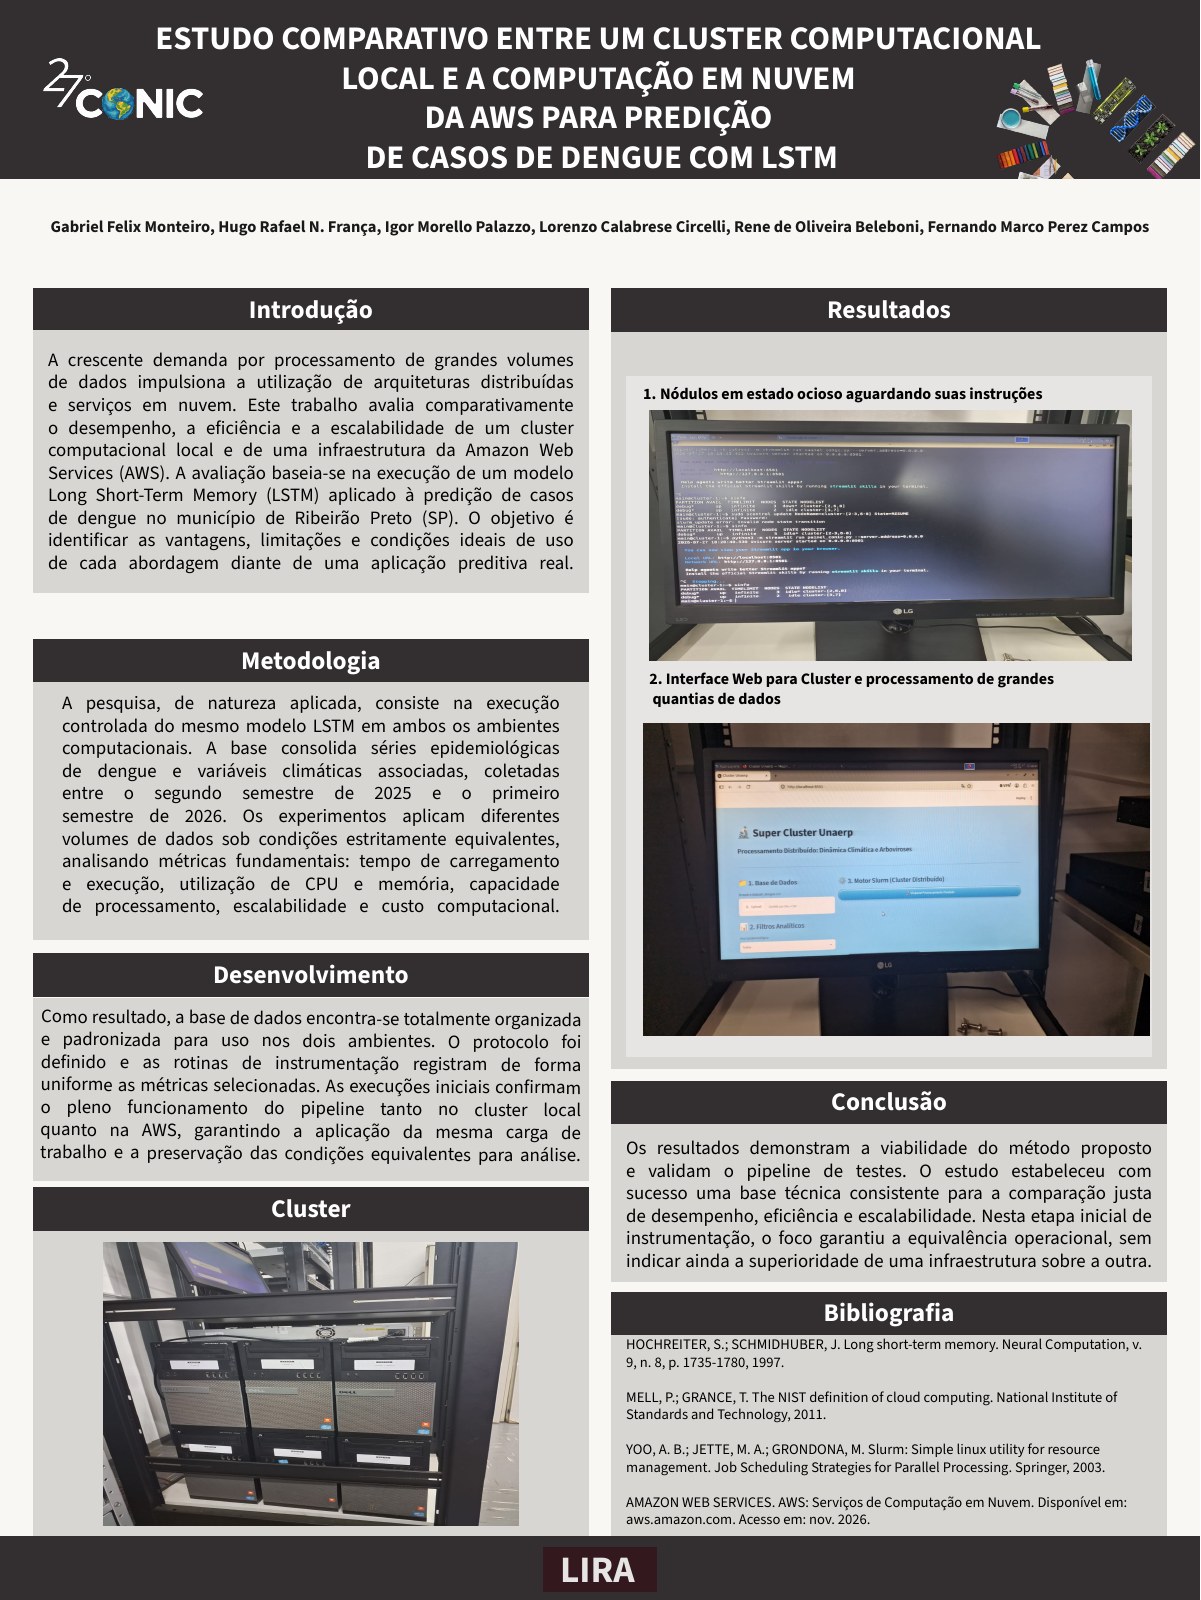 ESTUDO COMPARATIVO ENTRE UM CLUSTER COMPUTACIONAL
LOCAL E A COMPUTAÇÃO EM NUVEM
DA AWS PARA PREDIÇÃO
DE CASOS DE DENGUE COM LSTM
27º
CONIC
Gabriel Felix Monteiro, Hugo Rafael N. França, Igor Morello Palazzo, Lorenzo Calabrese Circelli, Rene de Oliveira Beleboni, Fernando Marco Perez Campos
Introdução
A crescente demanda por processamento de grandes volumes
de dados impulsiona a utilização de arquiteturas distribuídas
e serviços em nuvem. Este trabalho avalia comparativamente
o desempenho, a eficiência e a escalabilidade de um cluster
computacional local e de uma infraestrutura da Amazon Web
Services (AWS). A avaliação baseia-se na execução de um modelo
Long Short-Term Memory (LSTM) aplicado à predição de casos
de dengue no município de Ribeirão Preto (SP). O objetivo é
identificar as vantagens, limitações e condições ideais de uso
de cada abordagem diante de uma aplicação preditiva real.
Metodologia
A pesquisa, de natureza aplicada, consiste na execução
controlada do mesmo modelo LSTM em ambos os ambientes
computacionais. A base consolida séries epidemiológicas
de dengue e variáveis climáticas associadas, coletadas
entre o segundo semestre de 2025 e o primeiro
semestre de 2026. Os experimentos aplicam diferentes
volumes de dados sob condições estritamente equivalentes,
analisando métricas fundamentais: tempo de carregamento
e execução, utilização de CPU e memória, capacidade
de processamento, escalabilidade e custo computacional.
Desenvolvimento
Como resultado, a base de dados encontra-se totalmente organizada
e padronizada para uso nos dois ambientes. O protocolo foi
definido e as rotinas de instrumentação registram de forma
uniforme as métricas selecionadas. As execuções iniciais confirmam
o pleno funcionamento do pipeline tanto no cluster local
quanto na AWS, garantindo a aplicação da mesma carga de
trabalho e a preservação das condições equivalentes para análise.
Cluster
Resultados
1. Nódulos em estado ocioso aguardando suas instruções
LG
2. Interface Web para Cluster e processamento de grandes
quantias de dados
Super Cluster Unaerp
Processamento Distribuído: Dinâmica Climática e Arboviroses
1. Base de Dados
3. Motor Slurm (Cluster Distribuído)
2. Filtros Analíticos
LG
Conclusão
Os resultados demonstram a viabilidade do método proposto
e validam o pipeline de testes. O estudo estabeleceu com
sucesso uma base técnica consistente para a comparação justa
de desempenho, eficiência e escalabilidade. Nesta etapa inicial de
instrumentação, o foco garantiu a equivalência operacional, sem
indicar ainda a superioridade de uma infraestrutura sobre a outra.
Bibliografia
HOCHREITER, S.; SCHMIDHUBER, J. Long short-term memory. Neural Computation, v.
9, n. 8, p. 1735-1780, 1997.
MELL, P.; GRANCE, T. The NIST definition of cloud computing. National Institute of
Standards and Technology, 2011.
YOO, A. B.; JETTE, M. A.; GRONDONA, M. Slurm: Simple linux utility for resource
management. Job Scheduling Strategies for Parallel Processing. Springer, 2003.
AMAZON WEB SERVICES. AWS: Serviços de Computação em Nuvem. Disponível em:
aws.amazon.com. Acesso em: nov. 2026.
LIRA